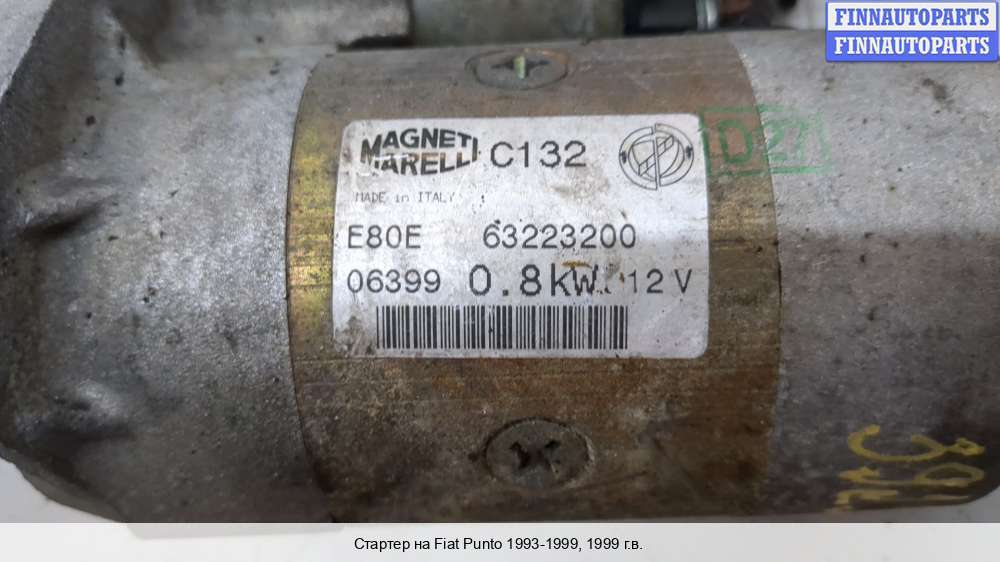 FINNAUTOPARTS
FINNAUTOPARTS
MAGNETI
MARELLI
C132
D27
MADE in ITALY
E80E 63223200
06399 0.8kW 12V
Стартер на Fiat Punto 1993-1999, 1999 г.в.